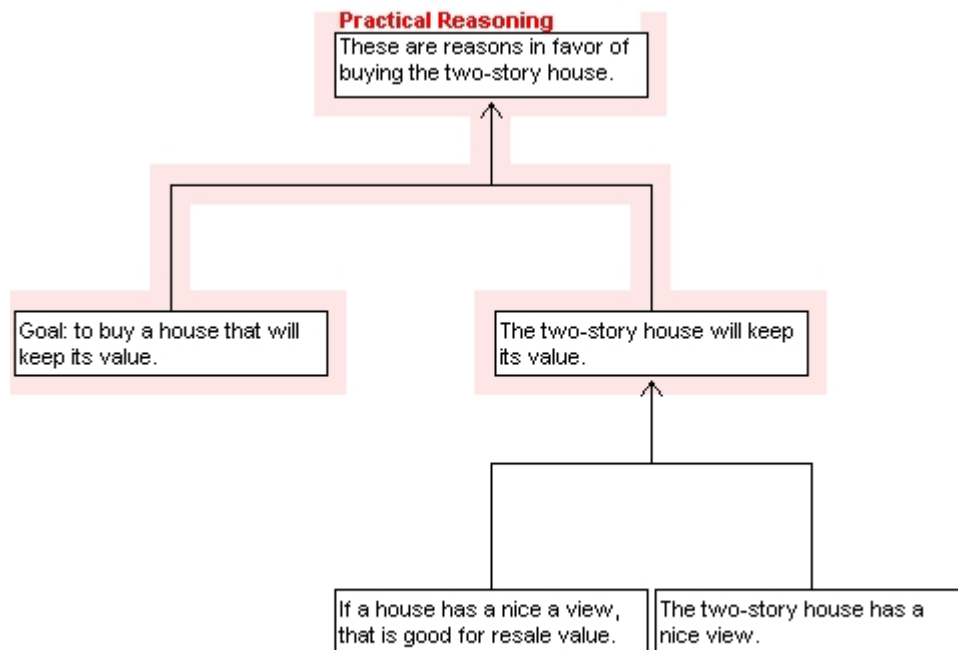 Practical Reasoning
These are reasons in favor of
buying the two-story house.
Goal: to buy a house that will
keep its value.
The two-story house will keep
its value.
If a house has a nice a view,
that is good for resale value.
The two-story house has a
nice view.